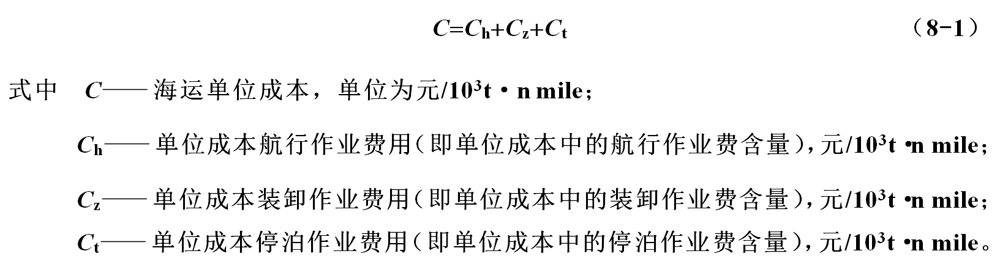 C=Ch+Cz+Ct （8-1）
式中 C——海运单位成本，单位为元/10³t·n mile；
Ch——单位成本航行作业费用（即单位成本中的航行作业费含量），元/10³t·n mile；
Cz——单位成本装卸作业费用（即单位成本中的装卸作业费含量），元/10³t·n mile；
Ct——单位成本停泊作业费用（即单位成本中的停泊作业费含量），元/10³t·n mile。